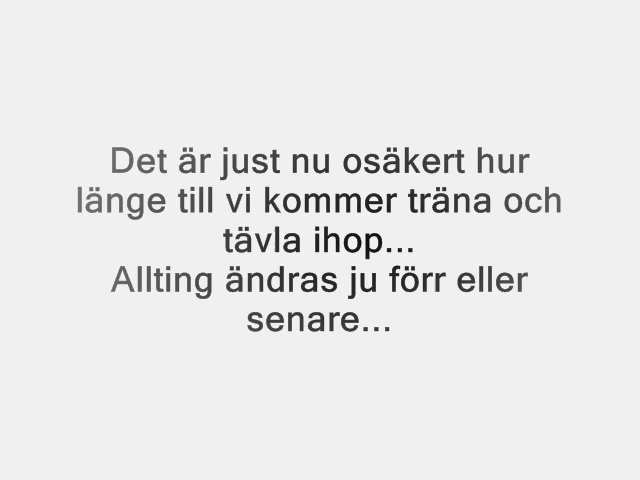 Det är just nu osäkert hur
länge till vi kommer träna och
tävla ihop...
Allting ändras ju förr eller
senare...